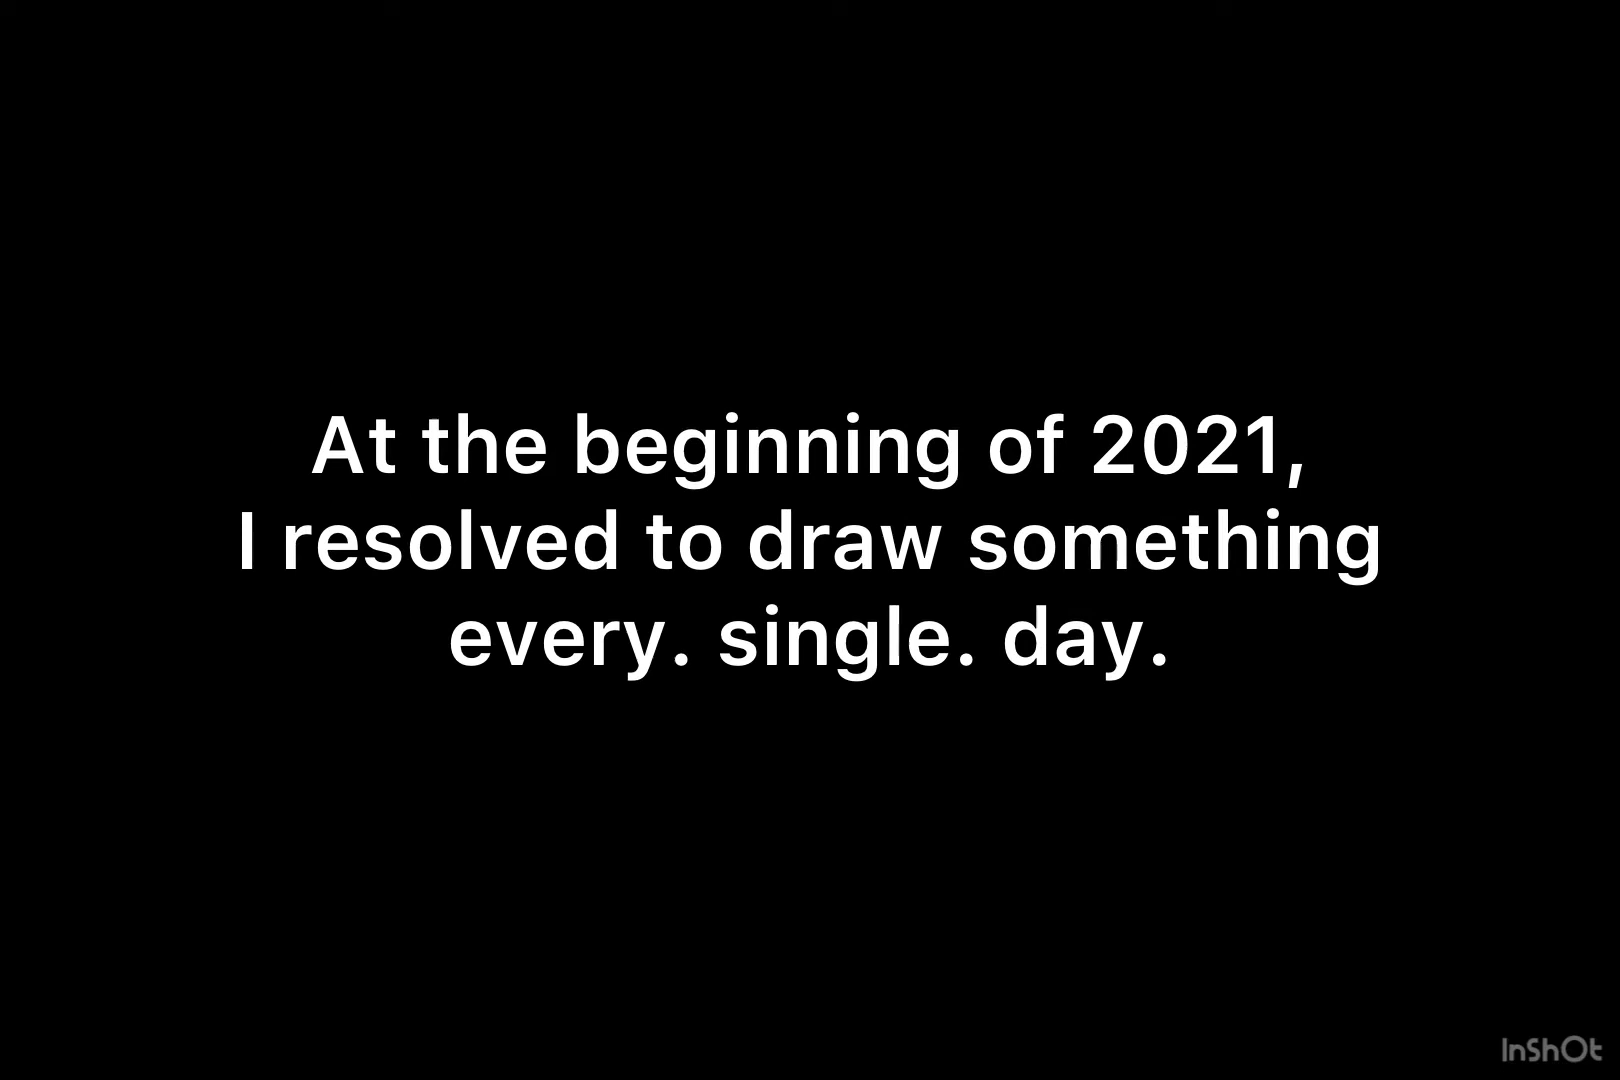 At the beginning of 2021,
I resolved to draw something
every. single. day.
InShOt